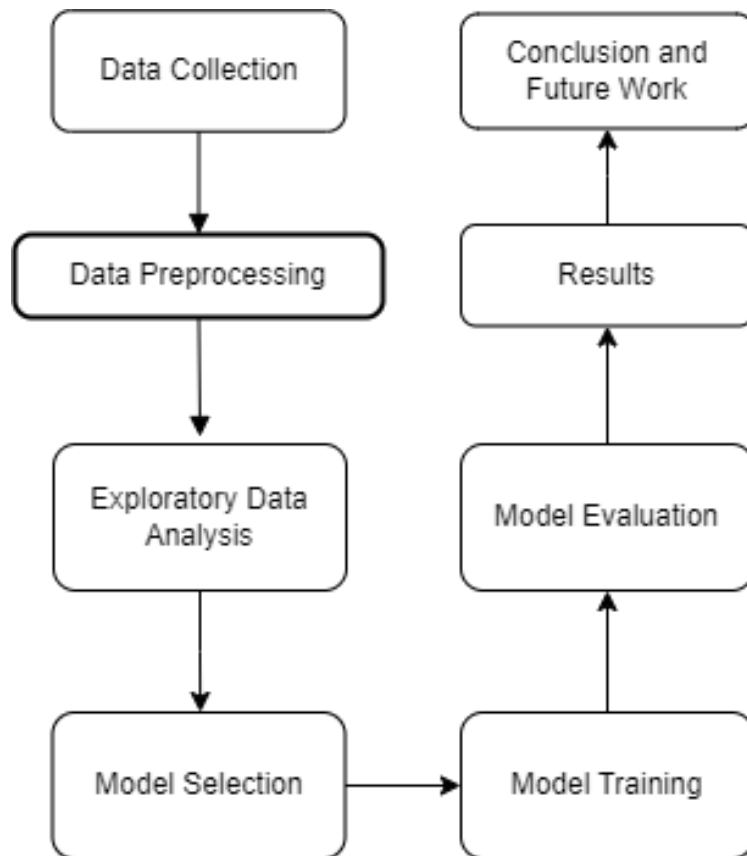 Data Collection
Data Preprocessing
Exploratory Data
Analysis
Model Selection
Model Training
Model Evaluation
Results
Conclusion and
Future Work